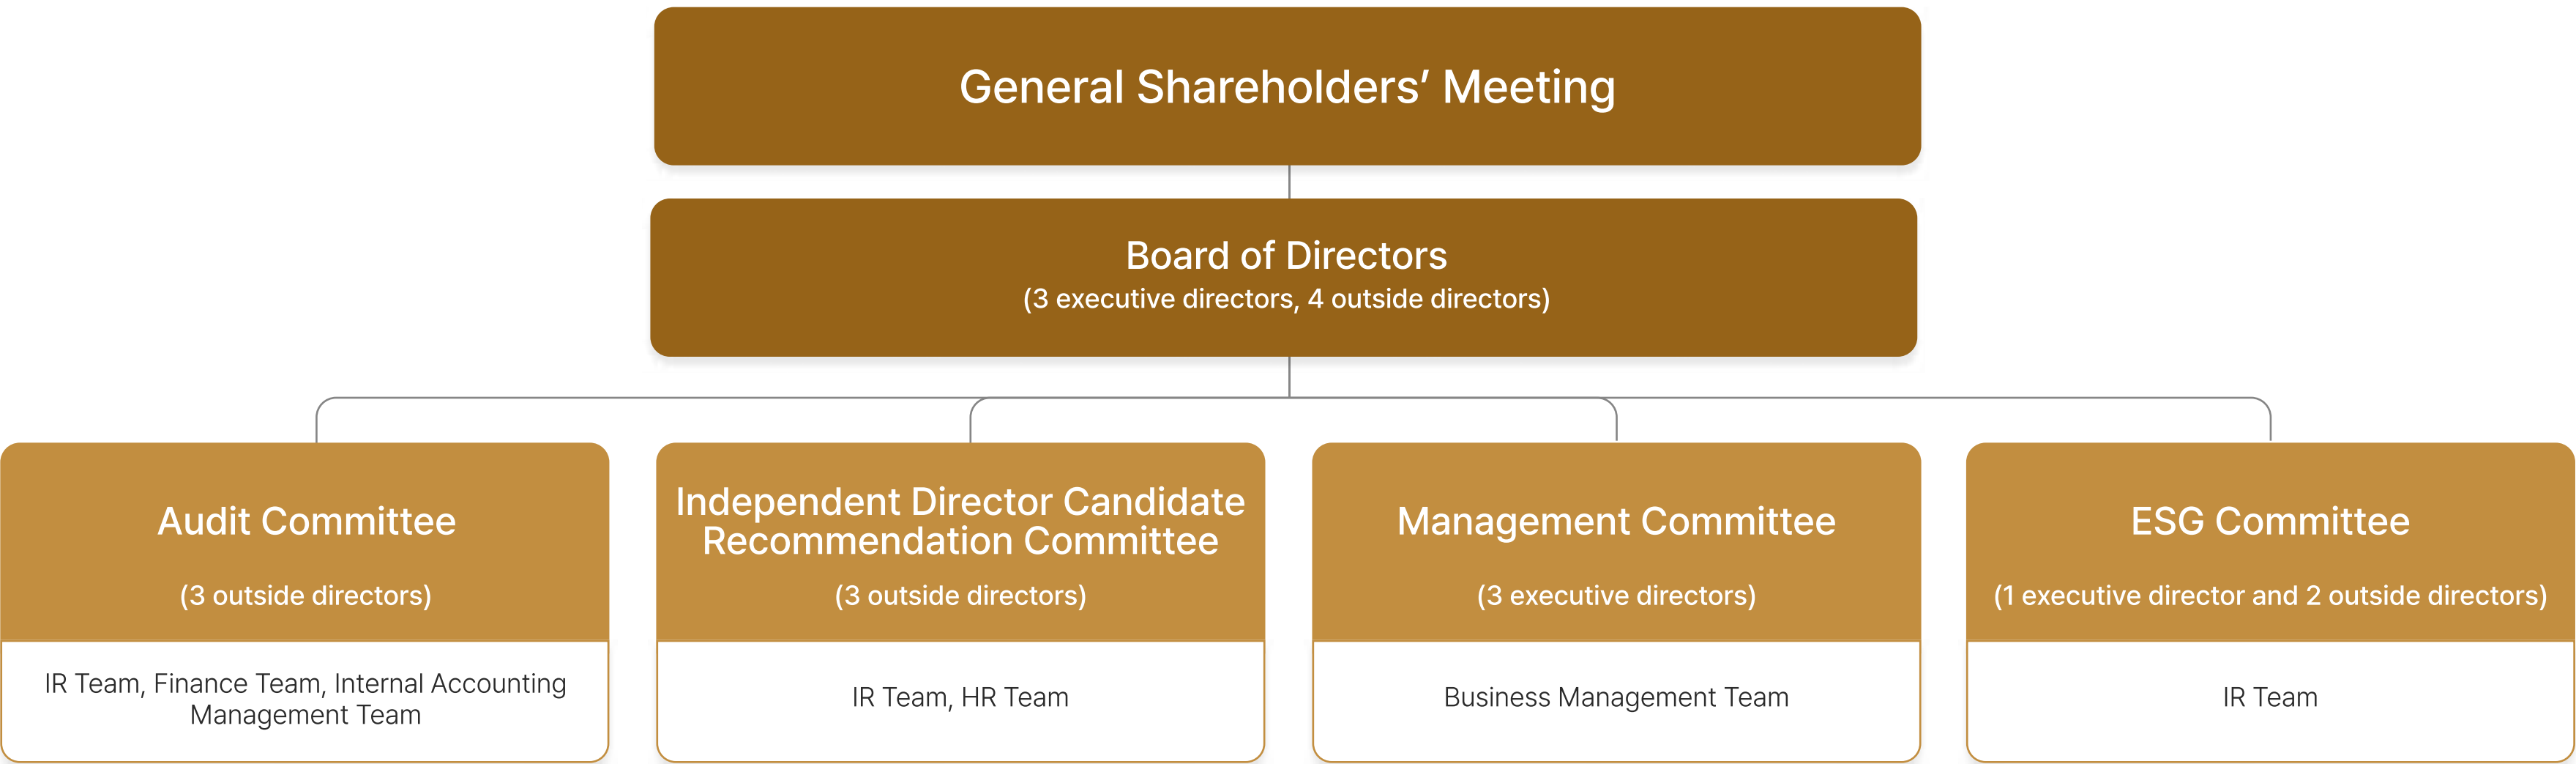 General Shareholders’ Meeting
Board of Directors
(3 executive directors, 4 outside directors)
Audit Committee
(3 outside directors)
IR Team, Finance Team, Internal Accounting
Management Team
Independent Director Candidate
Recommendation Committee
(3 outside directors)
IR Team, HR Team
Management Committee
(3 executive directors)
Business Management Team
ESG Committee
(1 executive director and 2 outside directors)
IR Team